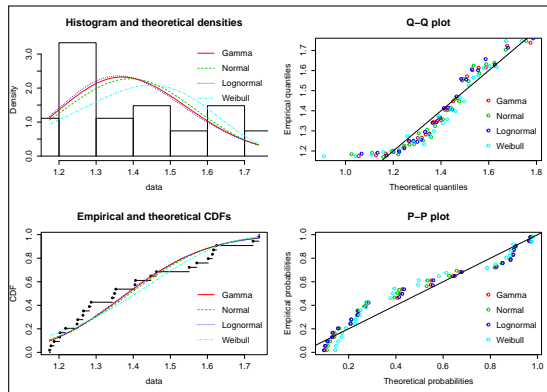 Histogram and theoretical densities
Density
0.0 1.0 2.0 3.0
Gamma
Normal
Lognormal
Weibull
1.2 1.3 1.4 1.5 1.6 1.7
data
Q−Q plot
Empirical quantiles
1.2 1.3 1.4 1.5 1.6 1.7
Gamma
Normal
Lognormal
Weibull
1.0 1.2 1.4 1.6 1.8
Theoretical quantiles
Empirical and theoretical CDFs
CDF
0.0 0.2 0.4 0.6 0.8 1.0
Gamma
Normal
Lognormal
Weibull
1.2 1.3 1.4 1.5 1.6 1.7
data
P−P plot
Empirical probabilities
0.0 0.2 0.4 0.6 0.8 1.0
Gamma
Normal
Lognormal
Weibull
0.2 0.4 0.6 0.8 1.0
Theoretical probabilities